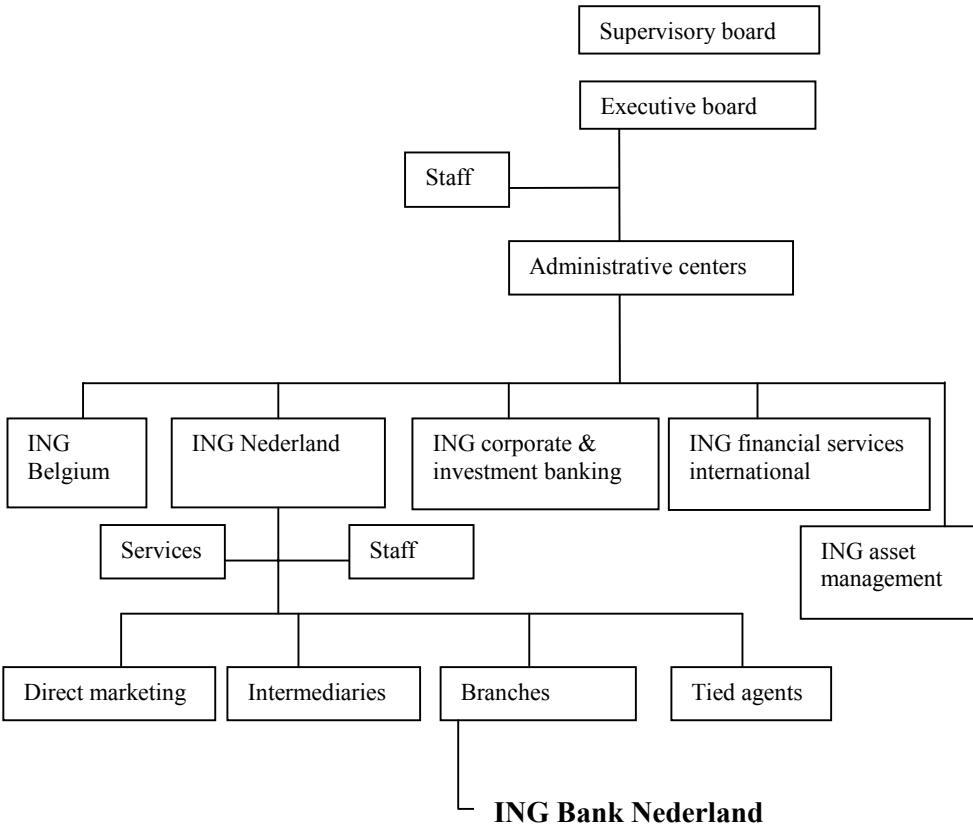 Supervisory board
Executive board
Staff
Administrative centers
ING
Belgium
ING Nederland
ING corporate &
investment banking
ING financial services
international
Services
Staff
ING asset
management
Direct marketing
Intermediaries
Branches
Tied agents
ING Bank Nederland